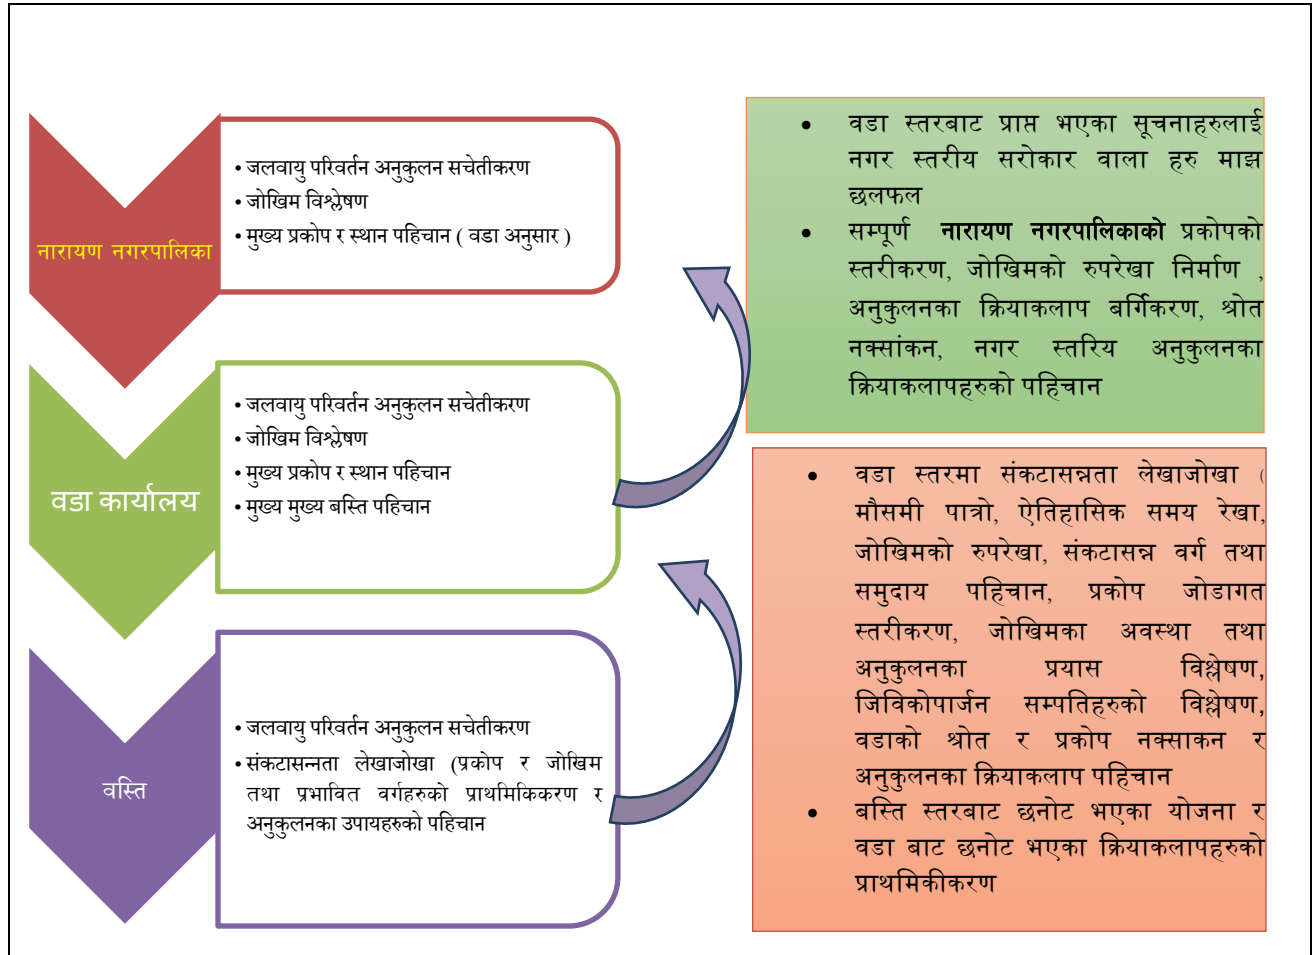 नारायण नगरपालिका
• जलवायु परिवर्तन अनुकुलन सचेतीकरण
• जोखिम विश्लेषण
• मुख्य प्रकोप र स्थान पहिचान ( वडा अनुसार )
वडा कार्यालय
• जलवायु परिवर्तन अनुकुलन सचेतीकरण
• जोखिम विश्लेषण
• मुख्य प्रकोप र स्थान पहिचान
• मुख्य मुख्य बस्ति पहिचान
वस्ति
• जलवायु परिवर्तन अनुकुलन सचेतीकरण
• संकटासन्नता लेखाजोखा (प्रकोप र जोखिम
तथा प्रभावित वर्गहरुको प्राथमिकिकरण र
अनुकुलनका उपायहरुको पहिचान
• वडा स्तरबाट प्राप्त भएका सूचनाहरुलाई
नगर स्तरीय सरोकार वाला हरु माझ
छलफल
• सम्पूर्ण नारायण नगरपालिकाको प्रकोपको
स्तरीकरण, जोखिमको रुपरेखा निर्माण ,
अनुकुलनका क्रियाकलाप बर्गिकरण, श्रोत
नक्सांकन, नगर स्तरिय अनुकुलनका
क्रियाकलापहरुको पहिचान
• वडा स्तरमा संकटासन्नता लेखाजोखा (
मौसमी पात्रो, ऐतिहासिक समय रेखा,
जोखिमको रुपरेखा, संकटासन्न वर्ग तथा
समुदाय पहिचान, प्रकोप जोडागत
स्तरीकरण, जोखिमका अवस्था तथा
अनुकुलनका प्रयास विश्लेषण,
जिविकोपार्जन सम्पतिहरुको विश्लेषण,
वडाको श्रोत र प्रकोप नक्साकन र
अनुकुलनका क्रियाकलाप पहिचान
• बस्ति स्तरबाट छनोट भएका योजना र
वडा बाट छनोट भएका क्रियाकलापहरुको
प्राथमिकीकरण